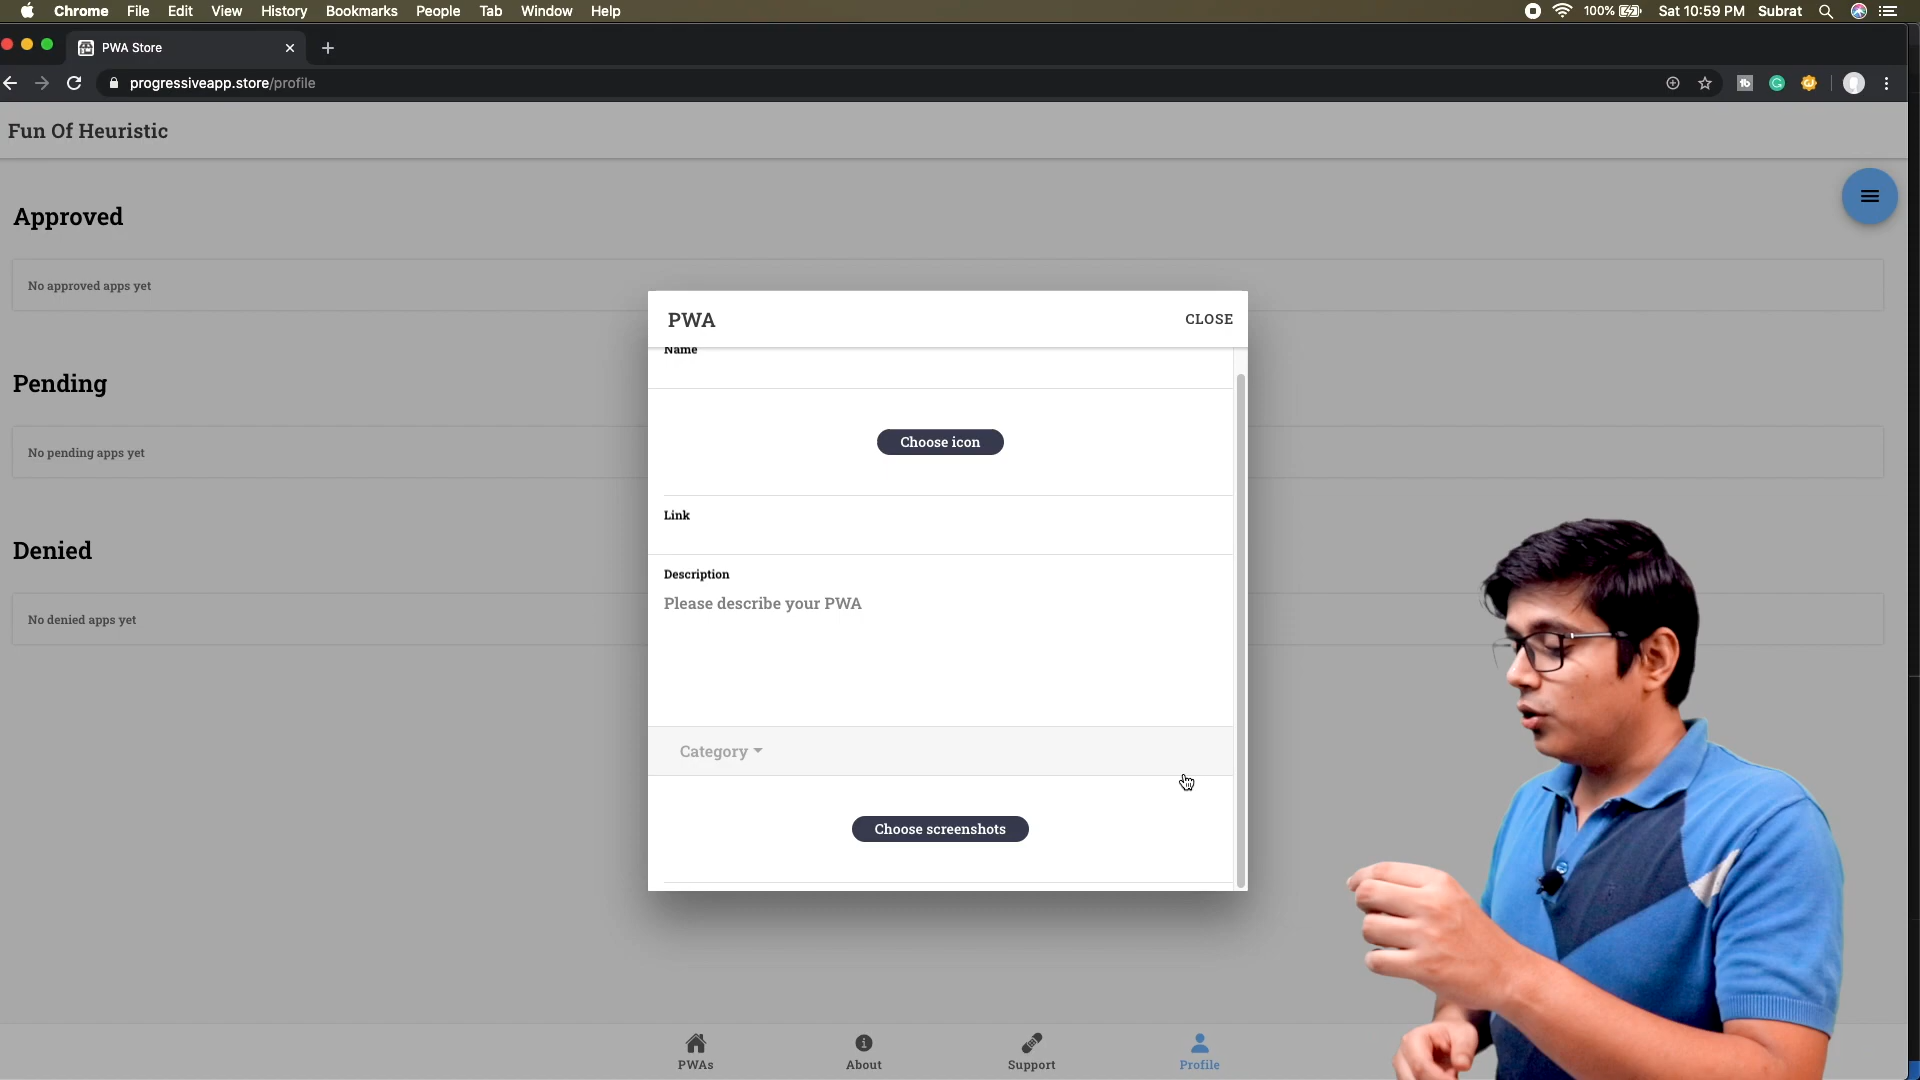 Chrome File Edit View History Bookmarks People Tab Window Help 100% Sat 10:59 PM Subrat
PWA Store
progressiveapp.store/profile
Fun Of Heuristic
Approved
No approved apps yet
Pending
No pending apps yet
Denied
No denied apps yet
PWA CLOSE
Name
Choose icon
Link
Description
Please describe your PWA
Category
Choose screenshots
PWAs About Support Profile